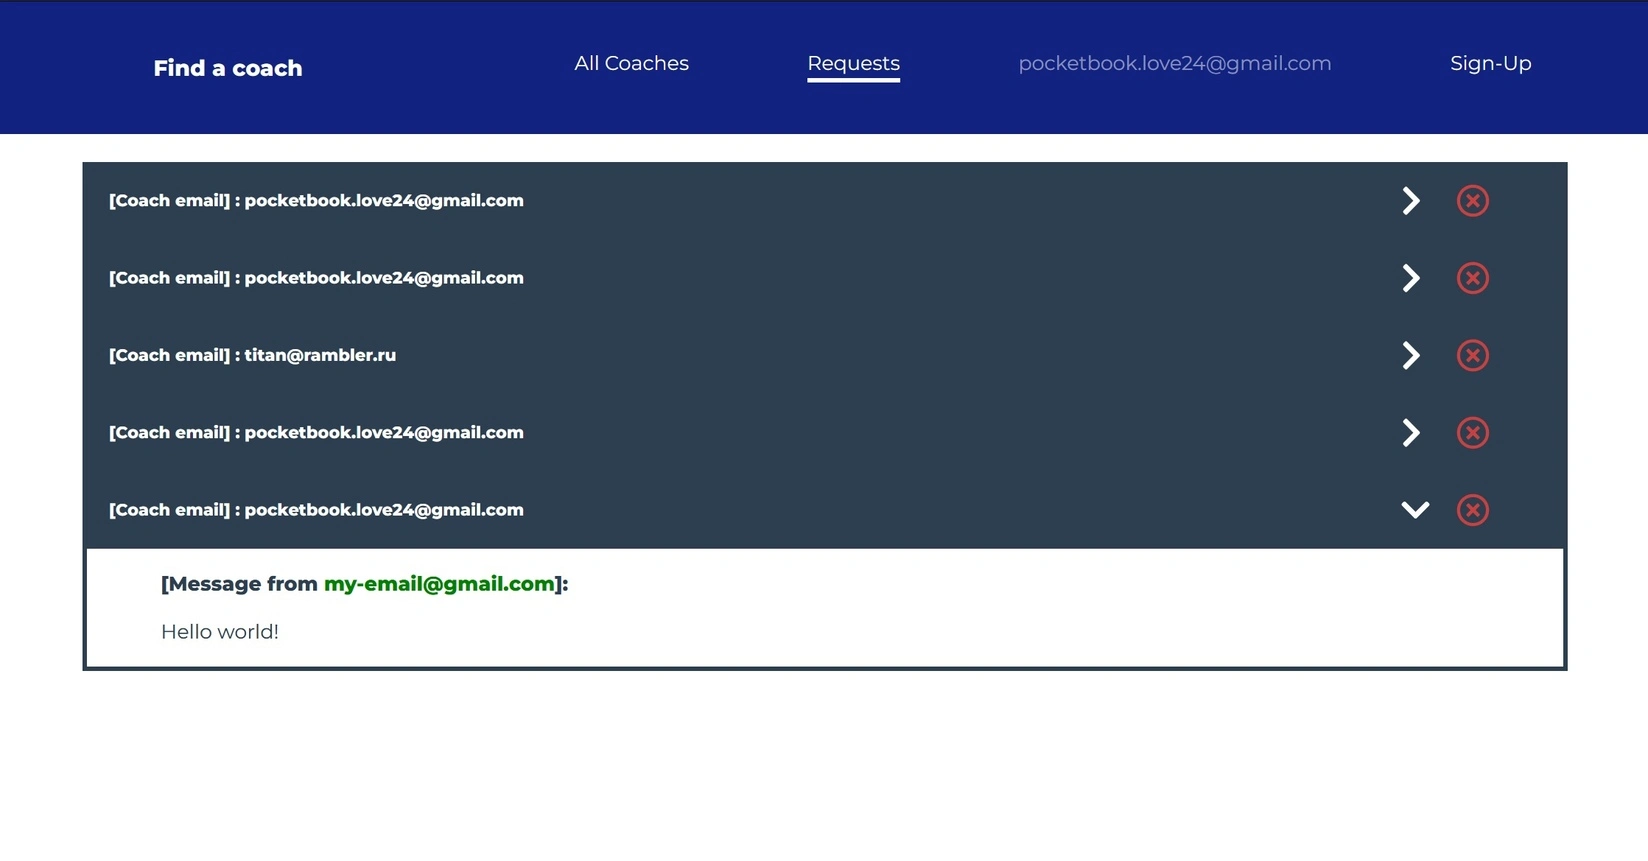 Find a coach
All Coaches
Requests
pocketbook.love24@gmail.com
Sign-Up
[Coach email] : pocketbook.love24@gmail.com
[Coach email] : pocketbook.love24@gmail.com
[Coach email] : titan@rambler.ru
[Coach email] : pocketbook.love24@gmail.com
[Coach email] : pocketbook.love24@gmail.com
[Message from my-email@gmail.com]:
Hello world!